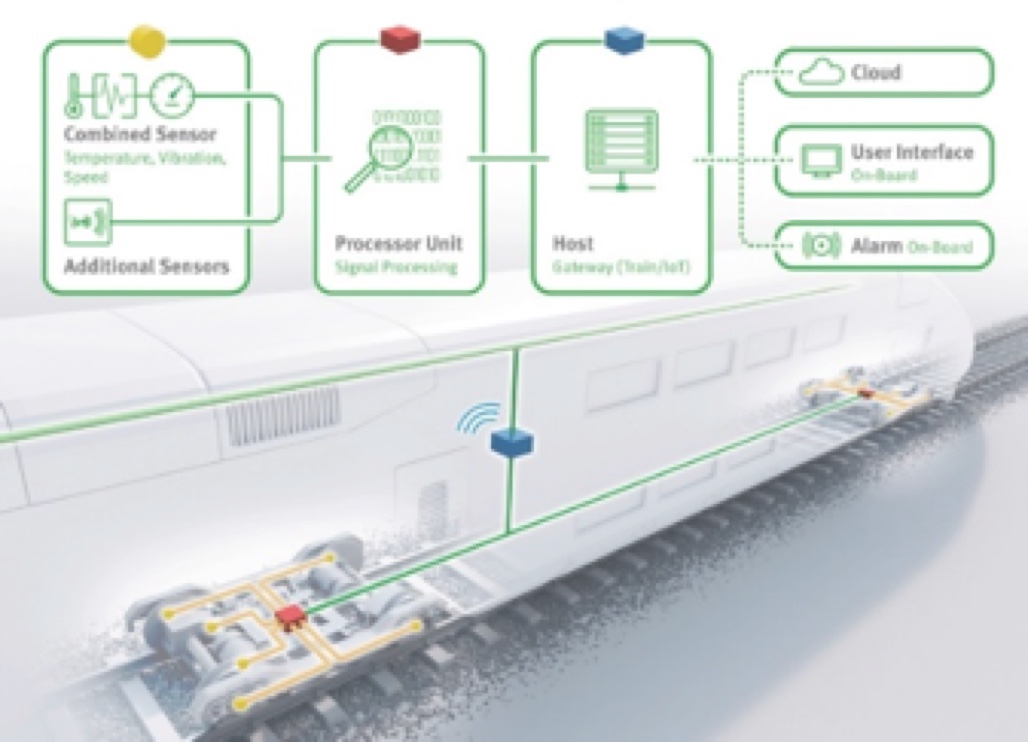 Combined Sensor
Temperature, Vibration,
Speed
Additional Sensors
Processor Unit
Signal Processing
Host
Gateway (Train/IoT)
Cloud
User Interface
On-Board
Alarm On-Board